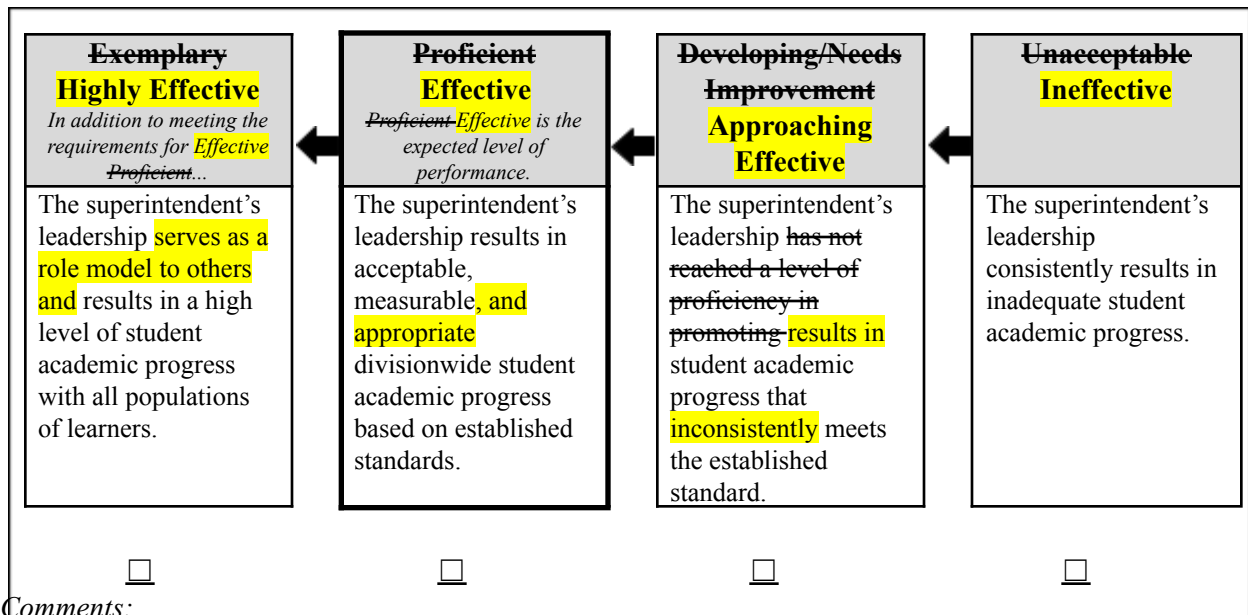 Exemplary
Highly Effective
In addition to meeting the
requirements for Effective
Proficient...
The superintendent’s
leadership serves as a
role model to others
and results in a high
level of student
academic progress
with all populations
of learners.
Proficient
Effective
Proficient Effective is the
expected level of
performance.
The superintendent’s
leadership results in
acceptable,
measurable, and
appropriate
divisionwide student
academic progress
based on established
standards.
Developing/Needs
Improvement
Approaching
Effective
The superintendent’s
leadership has not
reached a level of
proficiency in
promoting results in
student academic
progress that
inconsistently meets
the established
standard.
Unacceptable
Ineffective
The superintendent’s
leadership
consistently results in
inadequate student
academic progress.
Comments: